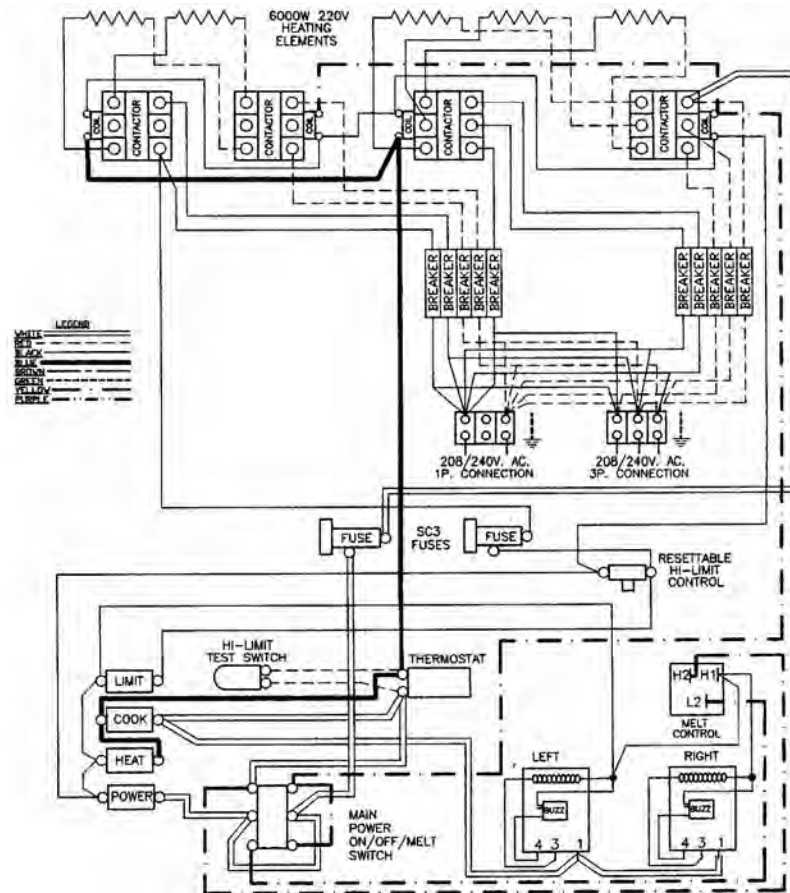 6000W 220V
HEATING
ELEMENTS
COIL
CONTACTOR
CONTACTOR
COIL
COIL
CONTACTOR
CONTACTOR
COIL
BREAKER
BREAKER
BREAKER
BREAKER
BREAKER
BREAKER
BREAKER
BREAKER
BREAKER
BREAKER
LEGEND
WHITE
RED
BLACK
BLUE
BROWN
GREEN
YELLOW
PURPLE
208/240V. AC.
1P. CONNECTION
208/240V. AC.
3P. CONNECTION
FUSE
SC3
FUSES
FUSE
RESETTABLE
HI-LIMIT
CONTROL
HI-LIMIT
TEST SWITCH
THERMOSTAT
LIMIT
COOK
HEAT
POWER
H2 H1
L2
MELT
CONTROL
MAIN
POWER
ON/OFF/MELT
SWITCH
LEFT
BUZZ
4 3 1
RIGHT
BUZZ
4 3 1